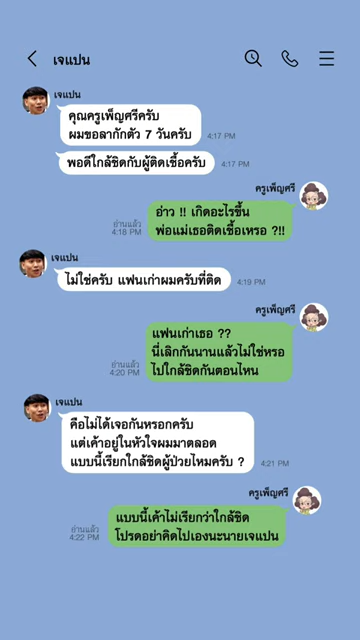 เจแปน
เจแปน
คุณครูเพ็ญศรีครับ
ผมขอลากักตัว 7 วันครับ
4:17 PM
พอดีใกล้ชิดกับผู้ติดเชื้อครับ
4:17 PM
ครูเพ็ญศรี
อ่าว !! เกิดอะไรขึ้น
พ่อแม่เธอติดเชื้อเหรอ ?!!
อ่านแล้ว
4:18 PM
เจแปน
ไม่ใช่ครับ แฟนเก่าผมครับที่ติด
4:19 PM
ครูเพ็ญศรี
แฟนเก่าเธอ ??
นี่เลิกกันนานแล้วไม่ใช่หรอ
ไปใกล้ชิดกันตอนไหน
อ่านแล้ว
4:20 PM
เจแปน
คือไม่ได้เจอกันหรอกครับ
แต่เค้าอยู่ในหัวใจผมมาตลอด
แบบนี้เรียกใกล้ชิดผู้ป่วยไหมครับ ?
4:21 PM
ครูเพ็ญศรี
แบบนี้เค้าไม่เรียกว่าใกล้ชิด
โปรดอย่าคิดไปเองนะนายเจแปน
อ่านแล้ว
4:22 PM